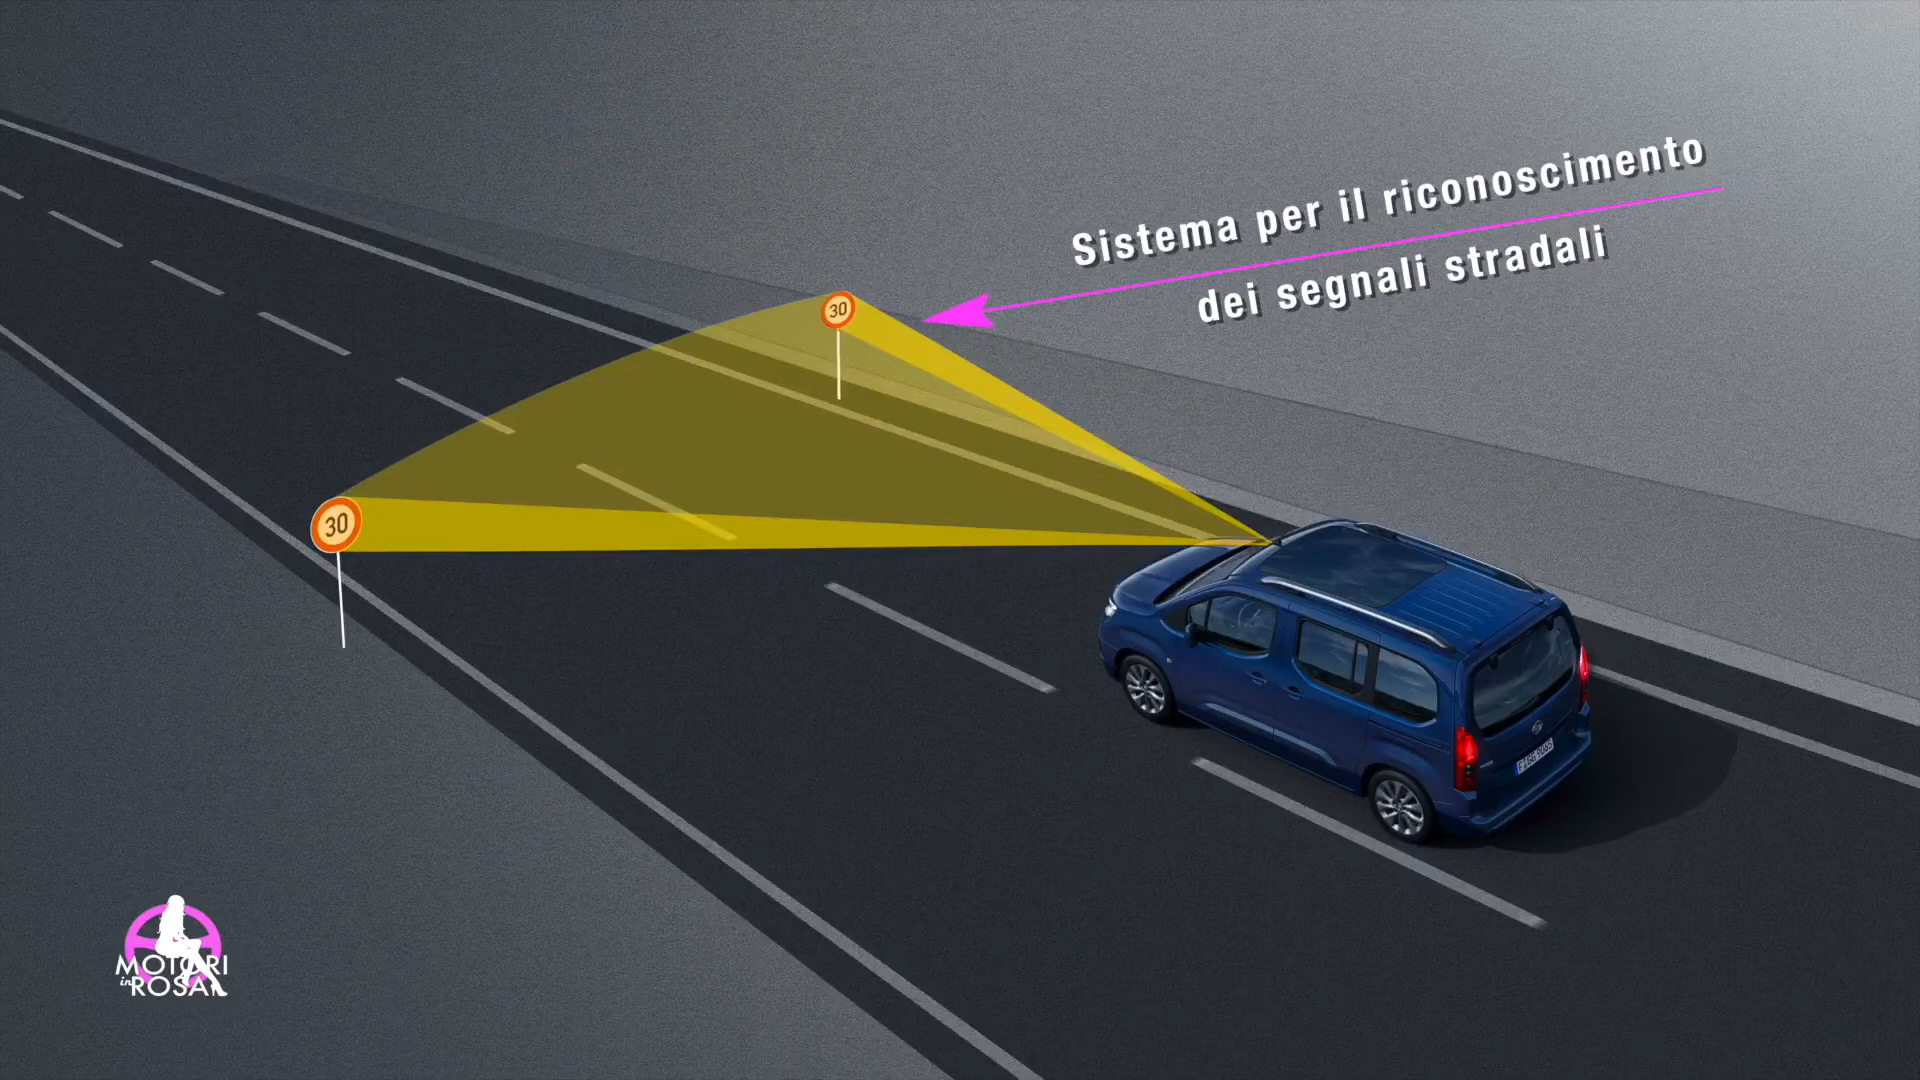 Sistema per il riconoscimento
dei segnali stradali
30
30
MOTORI
in ROSA